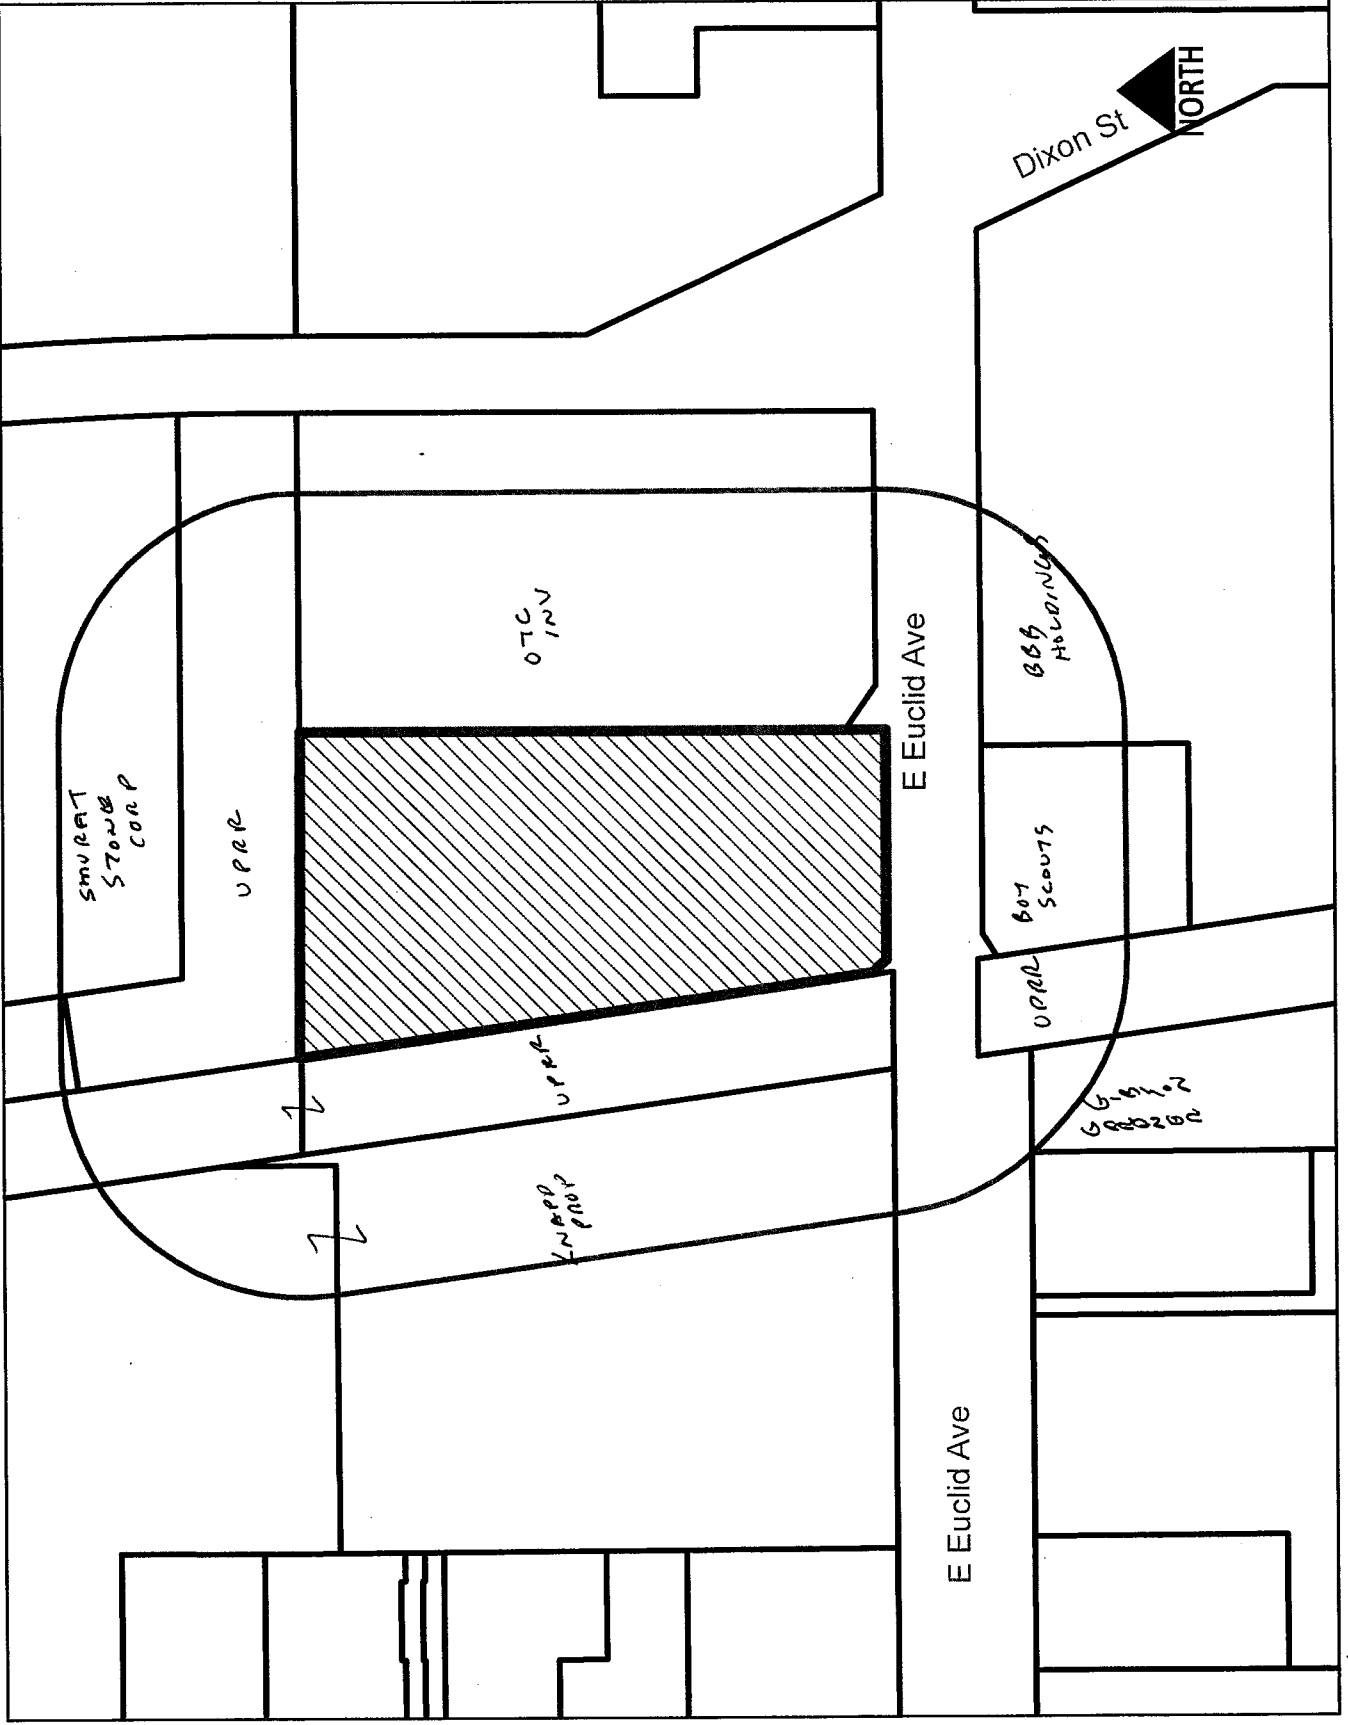 SMURFIT
STONE
CORP
UPRR
OTC
INV
UPRR
KNAPP
PROP
E Euclid Ave
E Euclid Ave
BBB
HOLDINGS
BOY
SCOUTS
UPRR
Dixon St
NORTH